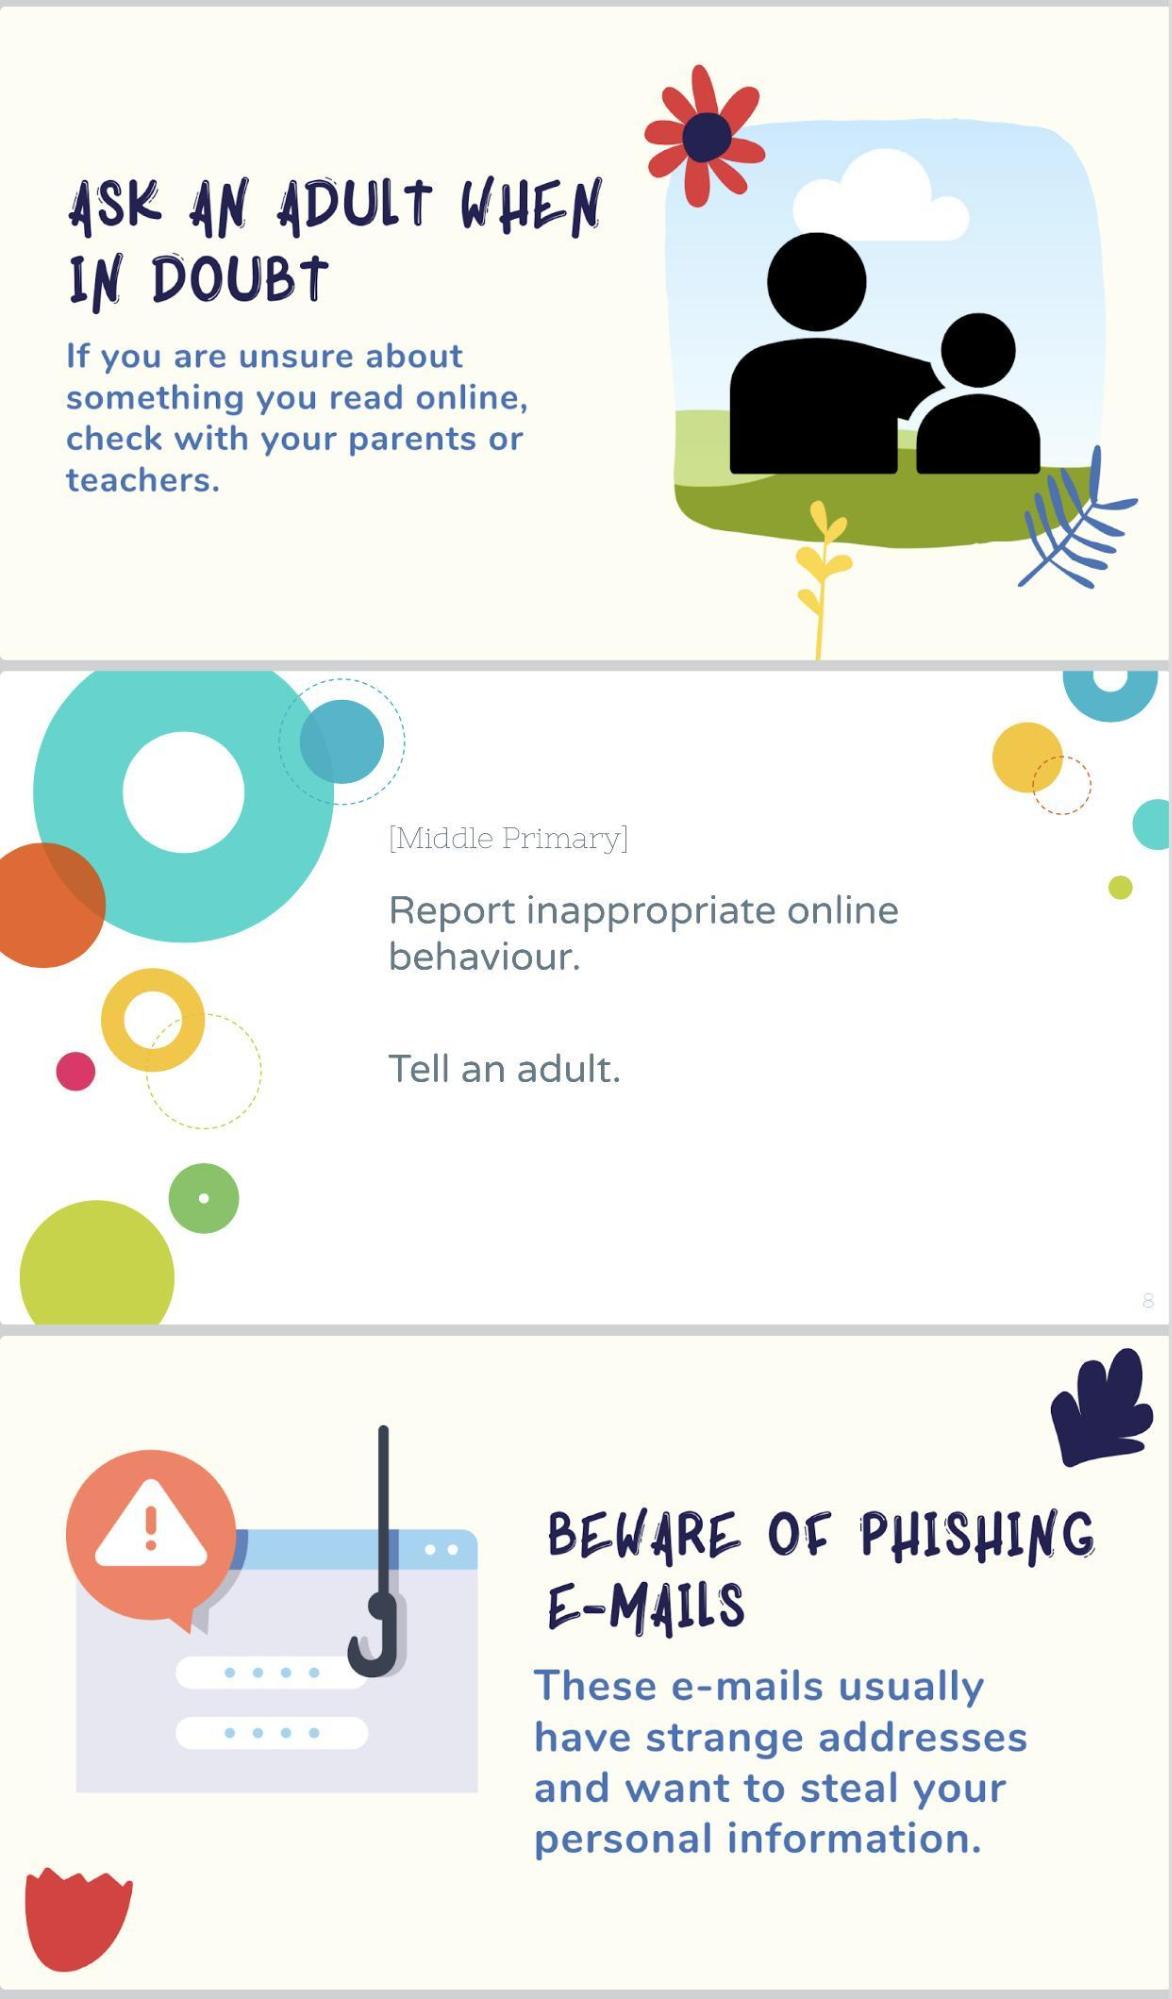 ASK AN ADULT WHEN
IN DOUBT
If you are unsure about
something you read online,
check with your parents or
teachers.
[Middle Primary]
Report inappropriate online
behaviour.
Tell an adult.
8
BEWARE OF PHISHING
E-MAILS
These e-mails usually
have strange addresses
and want to steal your
personal information.